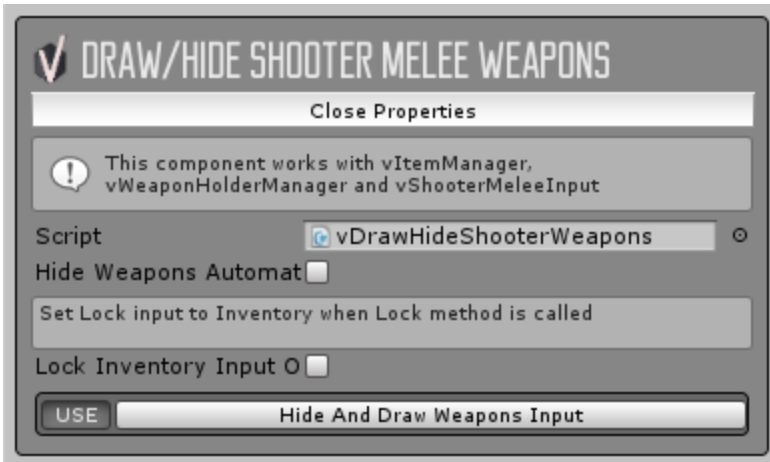 DRAW/HIDE SHOOTER MELEE WEAPONS
Close Properties
This component works with vItemManager,
vWeaponHolderManager and vShooterMeleeInput
Script vDrawHideShooterWeapons
Hide Weapons Automat
Set Lock input to Inventory when Lock method is called
Lock Inventory Input O
USE Hide And Draw Weapons Input